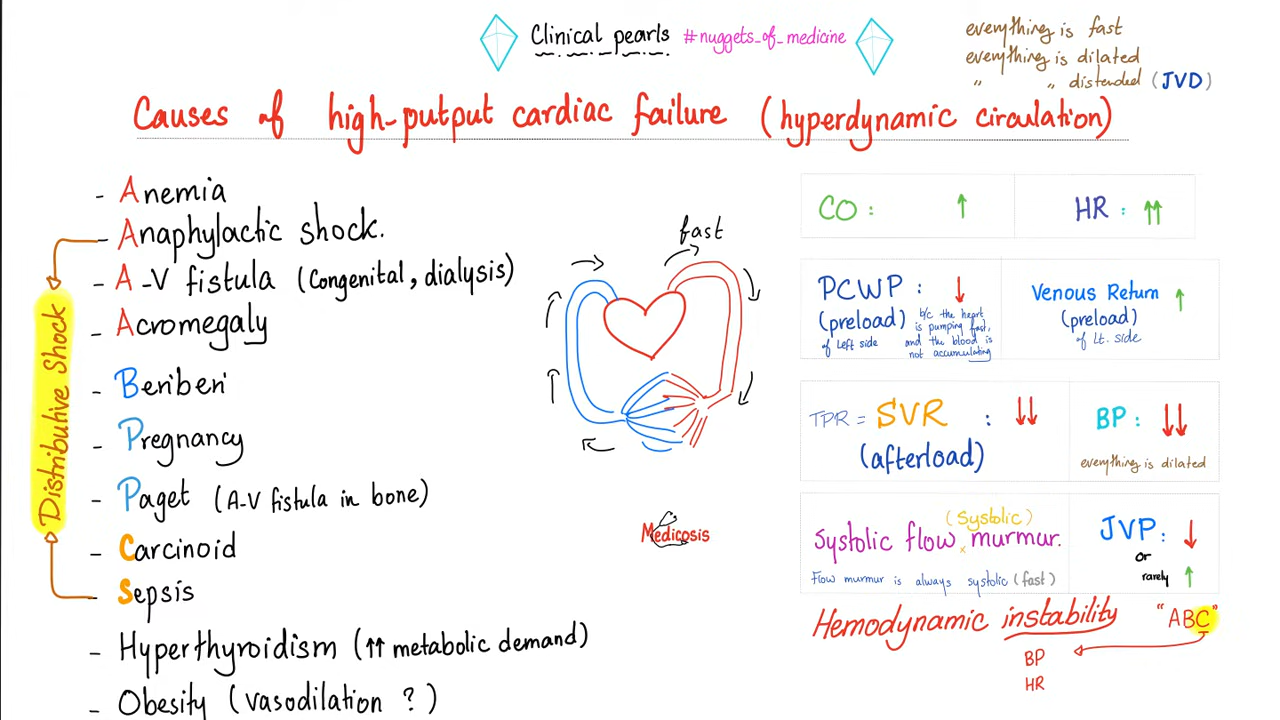 Clinical pearls #nuggets_of_medicine
everything is fast
everything is dilated
" " distended (JVD)
Causes of high-putput cardiac failure (hyperdynamic circulation)
- Anemia
- Anaphylactic shock.
- A-V fistula (Congenital, dialysis)
- Acromegaly
- Beriberi
- Pregnancy
- Paget (A-V fistula in bone)
- Carcinoid
- Sepsis
- Hyperthyroidism (↑↑ metabolic demand)
- Obesity (vasodilation ?)
Distributive Shock
fast
Medicosis
CO : ↑
HR : ↑↑
PCWP : ↓
(preload)
of Left side
b/c the heart
is pumping fast,
and the blood is
not accumulating
Venous Return ↑
(preload)
of Lt. side
TPR = SVR : ↓↓
(afterload)
BP : ↓↓
everything is dilated
(Systolic)
Systolic flow x murmur.
Flow murmur is always systolic (fast)
JVP : ↓
or
rarely ↑
Hemodynamic instability "ABC"
BP
HR